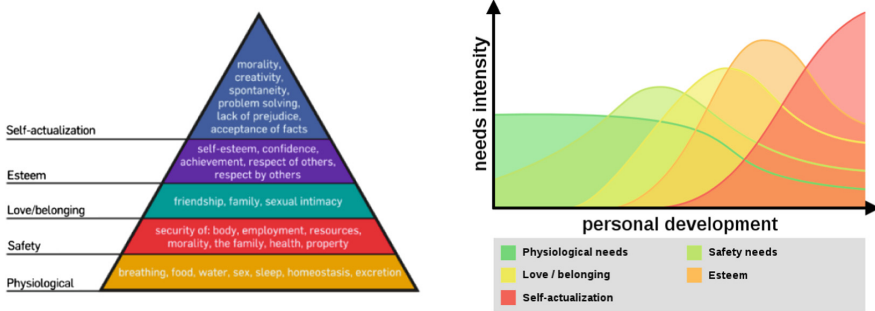 morality,
creativity,
spontaneity,
problem solving,
lack of prejudice,
acceptance of facts
Self-actualization
self-esteem, confidence,
achievement, respect of others,
respect by others
Esteem
friendship, family, sexual intimacy
Love/belonging
security of: body, employment, resources,
morality, the family, health, property
Safety
breathing, food, water, sex, sleep, homeostasis, excretion
Physiological
needs intensity
personal development
Physiological needs
Safety needs
Love / belonging
Esteem
Self-actualization